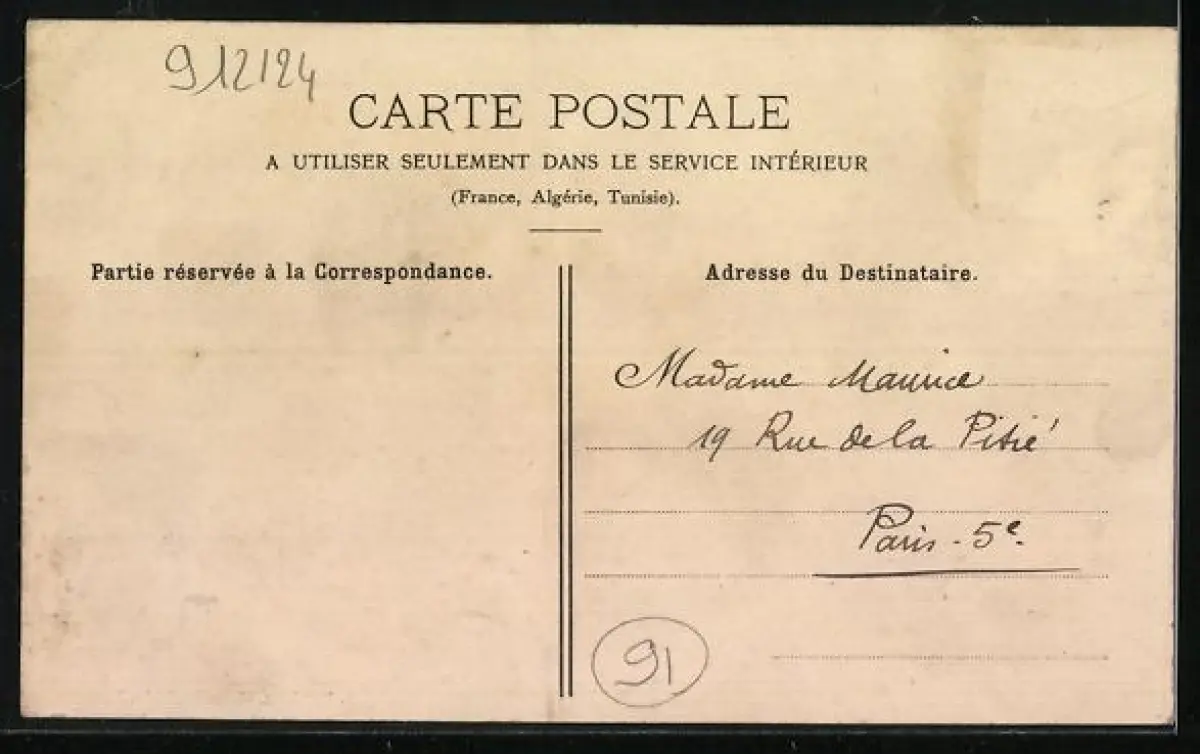 912124
CARTE POSTALE
A UTILISER SEULEMENT DANS LE SERVICE INTÉRIEUR
(France, Algérie, Tunisie).
Partie réservée à la Correspondance.
Adresse du Destinataire.
Madame Maurice
19 Rue de la Pitié
Paris - 5e.
91